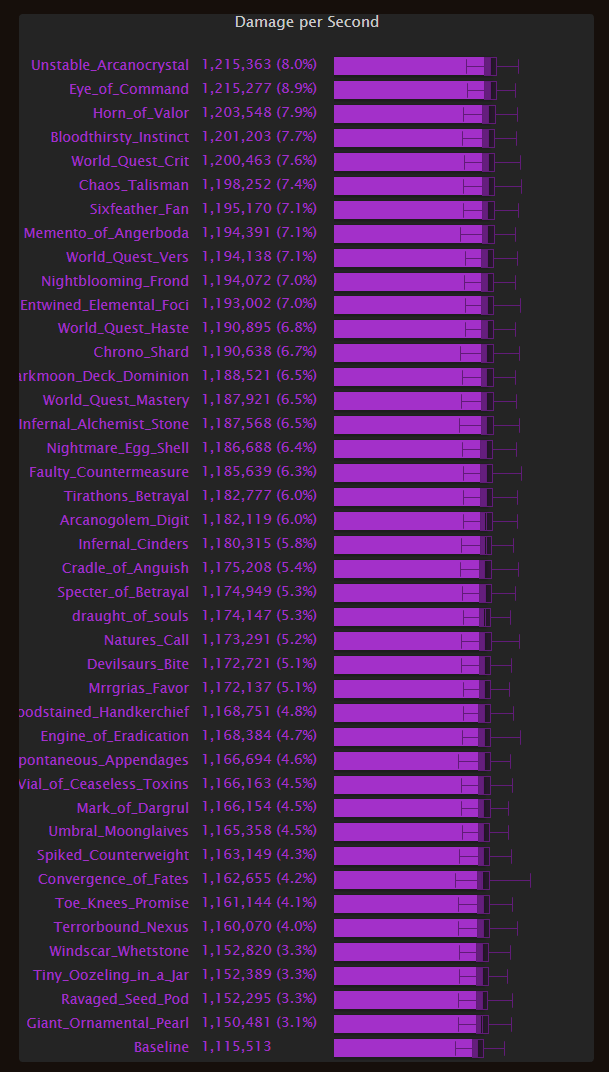 Damage per Second
Unstable_Arcanocrystal 1,215,363 (8.0%)
Eye_of_Command 1,215,277 (8.9%)
Horn_of_Valor 1,203,548 (7.9%)
Bloodthirsty_Instinct 1,201,203 (7.7%)
World_Quest_Crit 1,200,463 (7.6%)
Chaos_Talisman 1,198,252 (7.4%)
Sixfeather_Fan 1,195,170 (7.1%)
Memento_of_Angerboda 1,194,391 (7.1%)
World_Quest_Vers 1,194,138 (7.1%)
Nightblooming_Frond 1,194,072 (7.0%)
Entwined_Elemental_Foci 1,193,002 (7.0%)
World_Quest_Haste 1,190,895 (6.8%)
Chrono_Shard 1,190,638 (6.7%)
arkmoon_Deck_Dominion 1,188,521 (6.5%)
World_Quest_Mastery 1,187,921 (6.5%)
Infernal_Alchemist_Stone 1,187,568 (6.5%)
Nightmare_Egg_Shell 1,186,688 (6.4%)
Faulty_Countermeasure 1,185,639 (6.3%)
Tirathons_Betrayal 1,182,777 (6.0%)
Arcanogolem_Digit 1,182,119 (6.0%)
Infernal_Cinders 1,180,315 (5.8%)
Cradle_of_Anguish 1,175,208 (5.4%)
Specter_of_Betrayal 1,174,949 (5.3%)
draught_of_souls 1,174,147 (5.3%)
Natures_Call 1,173,291 (5.2%)
Devilsaurs_Bite 1,172,721 (5.1%)
Mrrgrias_Favor 1,172,137 (5.1%)
oodstained_Handkerchief 1,168,751 (4.8%)
Engine_of_Eradication 1,168,384 (4.7%)
pontaneous_Appendages 1,166,694 (4.6%)
Vial_of_Ceaseless_Toxins 1,166,163 (4.5%)
Mark_of_Dargrul 1,166,154 (4.5%)
Umbral_Moonglaives 1,165,358 (4.5%)
Spiked_Counterweight 1,163,149 (4.3%)
Convergence_of_Fates 1,162,655 (4.2%)
Toe_Knees_Promise 1,161,144 (4.1%)
Terrorbound_Nexus 1,160,070 (4.0%)
Windscar_Whetstone 1,152,820 (3.3%)
Tiny_Oozeling_in_a_Jar 1,152,389 (3.3%)
Ravaged_Seed_Pod 1,152,295 (3.3%)
Giant_Ornamental_Pearl 1,150,481 (3.1%)
Baseline 1,115,513